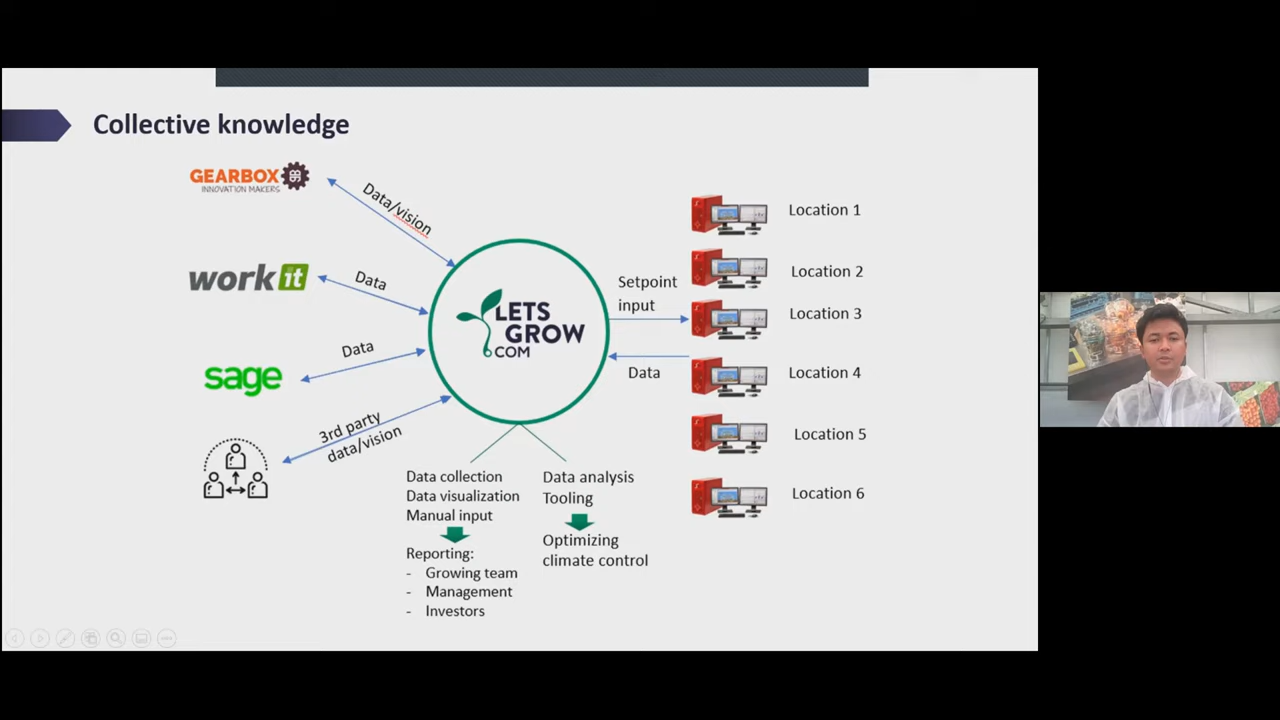 Collective knowledge
GEARBOX
INNOVATION MAKERS
Data/vision
work it
Data
sage
Data
3rd party
data/vision
LETS
GROW
.COM
Setpoint
input
Data
Location 1
Location 2
Location 3
Location 4
Location 5
Location 6
Data collection
Data visualization
Manual input
Reporting:
- Growing team
- Management
- Investors
Data analysis
Tooling
Optimizing
climate control